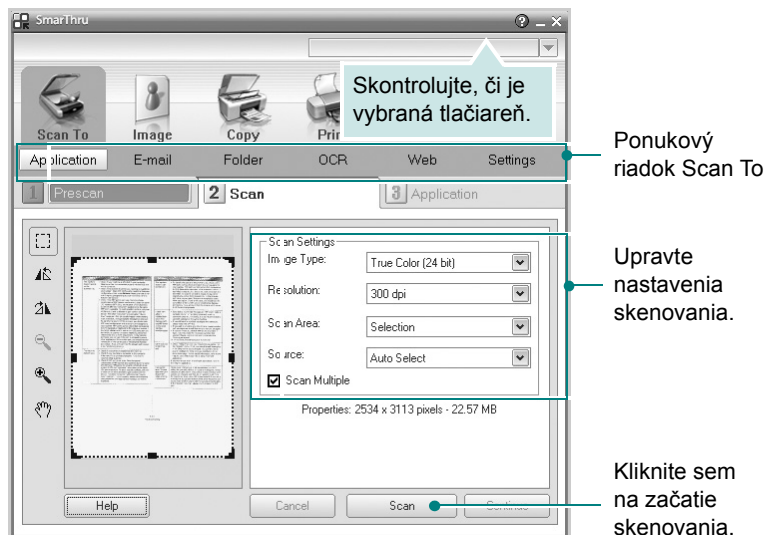 SmarThru
Skontrolujte, či je
vybraná tlačiareň.
Scan To
Image
Copy
Prin
Ponukový
riadok Scan To
Application
E-mail
Folder
OCR
Web
Settings
1 Prescan
2 Scan
3 Application
Scan Settings
Image Type:
True Color (24 bit)
Resolution:
300 dpi
Scan Area:
Selection
Source:
Auto Select
Scan Multiple
Properties: 2534 x 3113 pixels - 22.57 MB
Upravte
nastavenia
skenovania.
Help
Cancel
Scan
Continue
Kliknite sem
na začatie
skenovania.